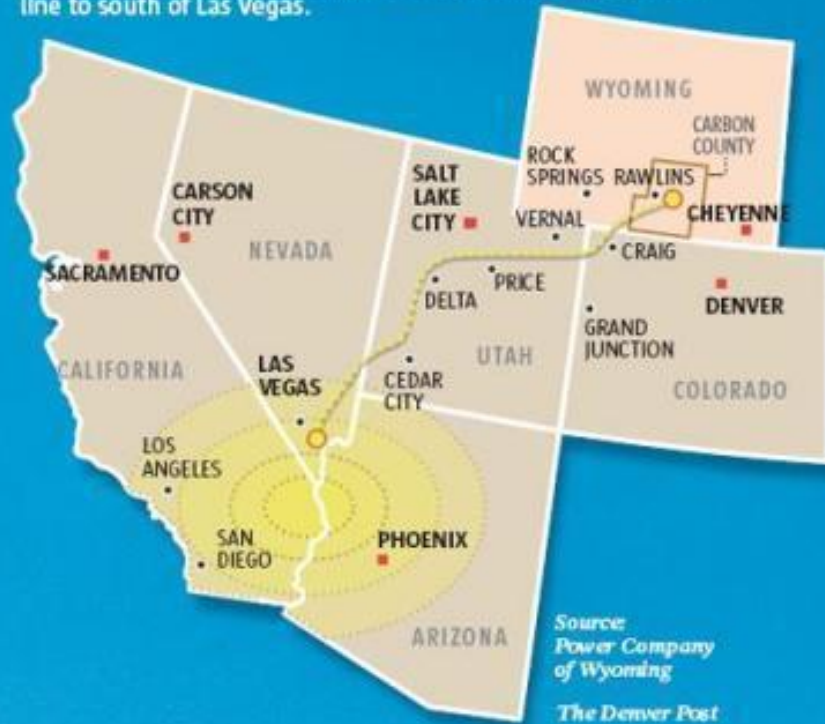 line to south of Las Vegas.
WYOMING
CARBON
COUNTY
ROCK
SPRINGS
RAWLINS
SALT
LAKE
CITY
CARSON
CITY
VERNAL
CHEYENNE
NEVADA
CRAIG
SACRAMENTO
PRICE
DELTA
DENVER
GRAND
JUNCTION
UTAH
LAS
VEGAS
CALIFORNIA
CEDAR
CITY
COLORADO
LOS
ANGELES
SAN
DIEGO
PHOENIX
ARIZONA
Source:
Power Company
of Wyoming
The Denver Post